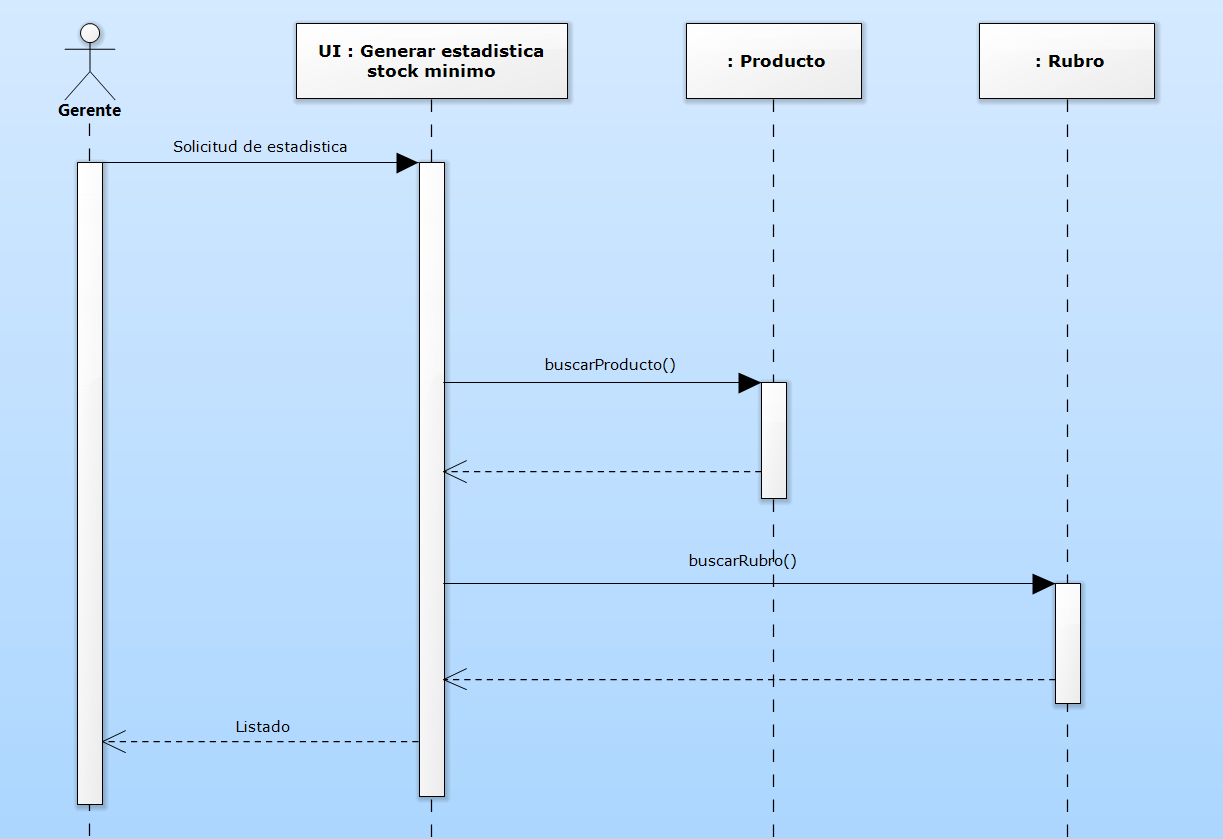 Gerente
UI : Generar estadistica
stock minimo
: Producto
: Rubro
Solicitud de estadistica
buscarProducto()
buscarRubro()
Listado